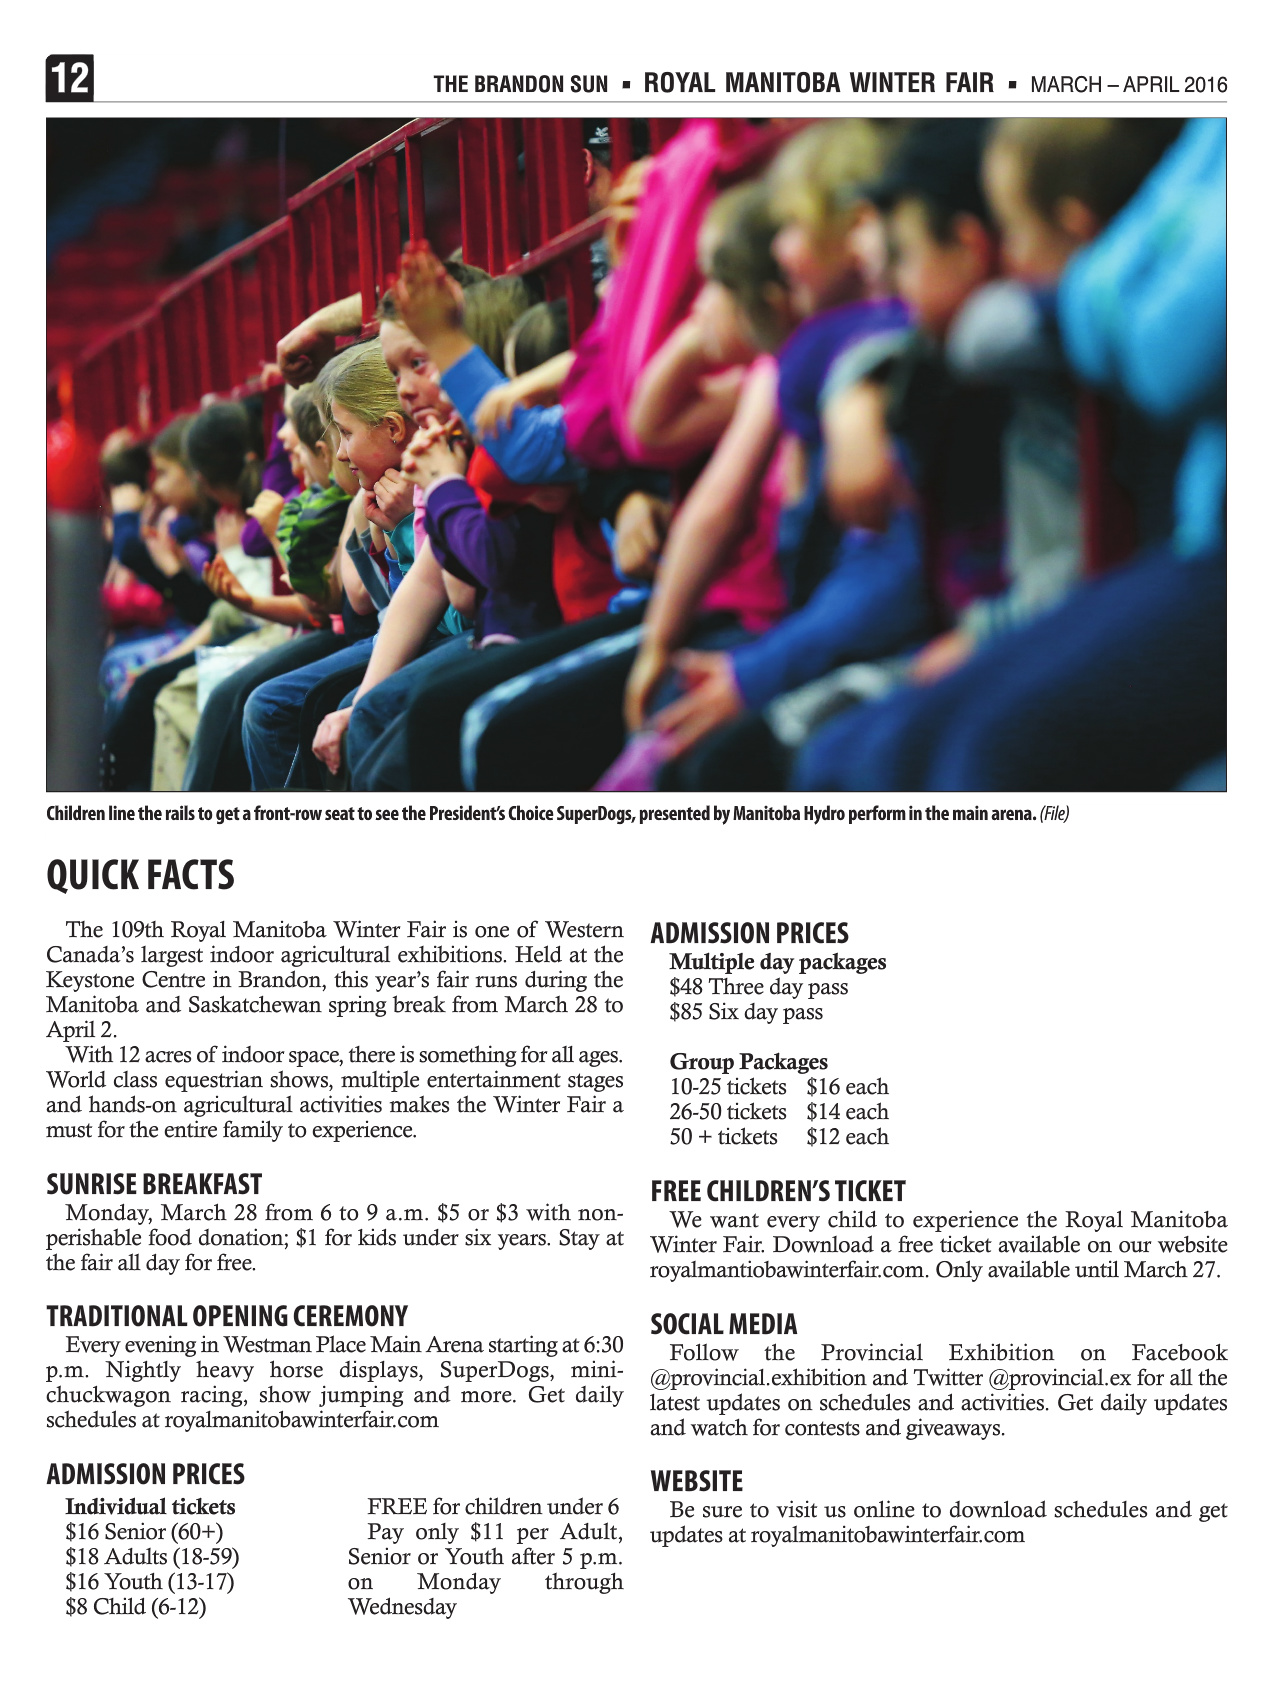 12
THE BRANDON SUN ▪ ROYAL MANITOBA WINTER FAIR ▪ MARCH – APRIL 2016
Children line the rails to get a front-row seat to see the President’s Choice SuperDogs, presented by Manitoba Hydro perform in the main arena. (File)
QUICK FACTS
The 109th Royal Manitoba Winter Fair is one of Western
Canada’s largest indoor agricultural exhibitions. Held at the
Keystone Centre in Brandon, this year’s fair runs during the
Manitoba and Saskatchewan spring break from March 28 to
April 2.
With 12 acres of indoor space, there is something for all ages.
World class equestrian shows, multiple entertainment stages
and hands-on agricultural activities makes the Winter Fair a
must for the entire family to experience.
SUNRISE BREAKFAST
Monday, March 28 from 6 to 9 a.m. $5 or $3 with non-
perishable food donation; $1 for kids under six years. Stay at
the fair all day for free.
TRADITIONAL OPENING CEREMONY
Every evening in Westman Place Main Arena starting at 6:30
p.m. Nightly heavy horse displays, SuperDogs, mini-
chuckwagon racing, show jumping and more. Get daily
schedules at royalmanitobawinterfair.com
ADMISSION PRICES
Individual tickets
$16 Senior (60+)
$18 Adults (18-59)
$16 Youth (13-17)
$8 Child (6-12)
FREE for children under 6
Pay only $11 per Adult,
Senior or Youth after 5 p.m.
on Monday through
Wednesday
ADMISSION PRICES
Multiple day packages
$48 Three day pass
$85 Six day pass
Group Packages
10-25 tickets $16 each
26-50 tickets $14 each
50 + tickets $12 each
FREE CHILDREN’S TICKET
We want every child to experience the Royal Manitoba
Winter Fair. Download a free ticket available on our website
royalmantiobawinterfair.com. Only available until March 27.
SOCIAL MEDIA
Follow the Provincial Exhibition on Facebook
@provincial.exhibition and Twitter @provincial.ex for all the
latest updates on schedules and activities. Get daily updates
and watch for contests and giveaways.
WEBSITE
Be sure to visit us online to download schedules and get
updates at royalmanitobawinterfair.com